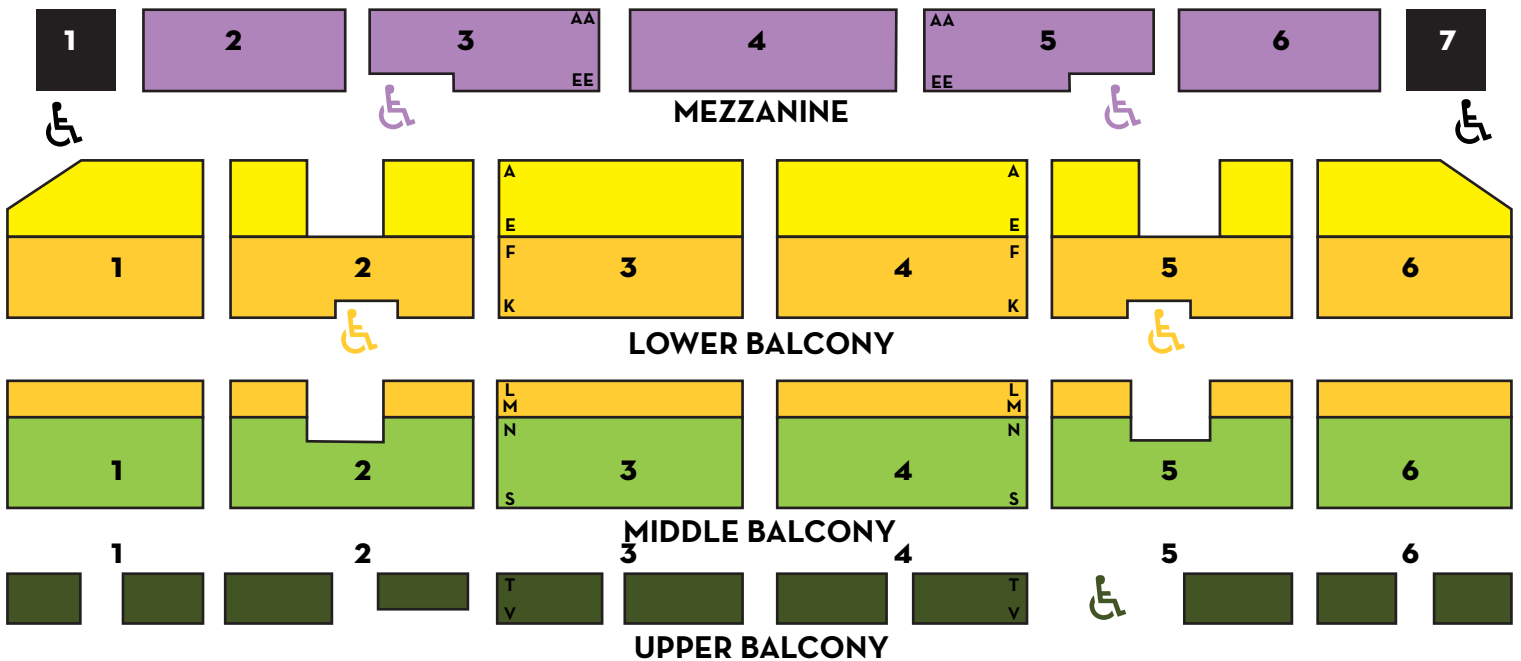 1 2 3 AA 4 AA 5 6 7
EE EE
MEZZANINE
A A
E E
F F
1 2 3 4 5 6
K K
LOWER BALCONY
L L
M M
N N
1 2 3 4 5 6
S S
MIDDLE BALCONY
1 2 3 4 5 6
T T
V V
UPPER BALCONY